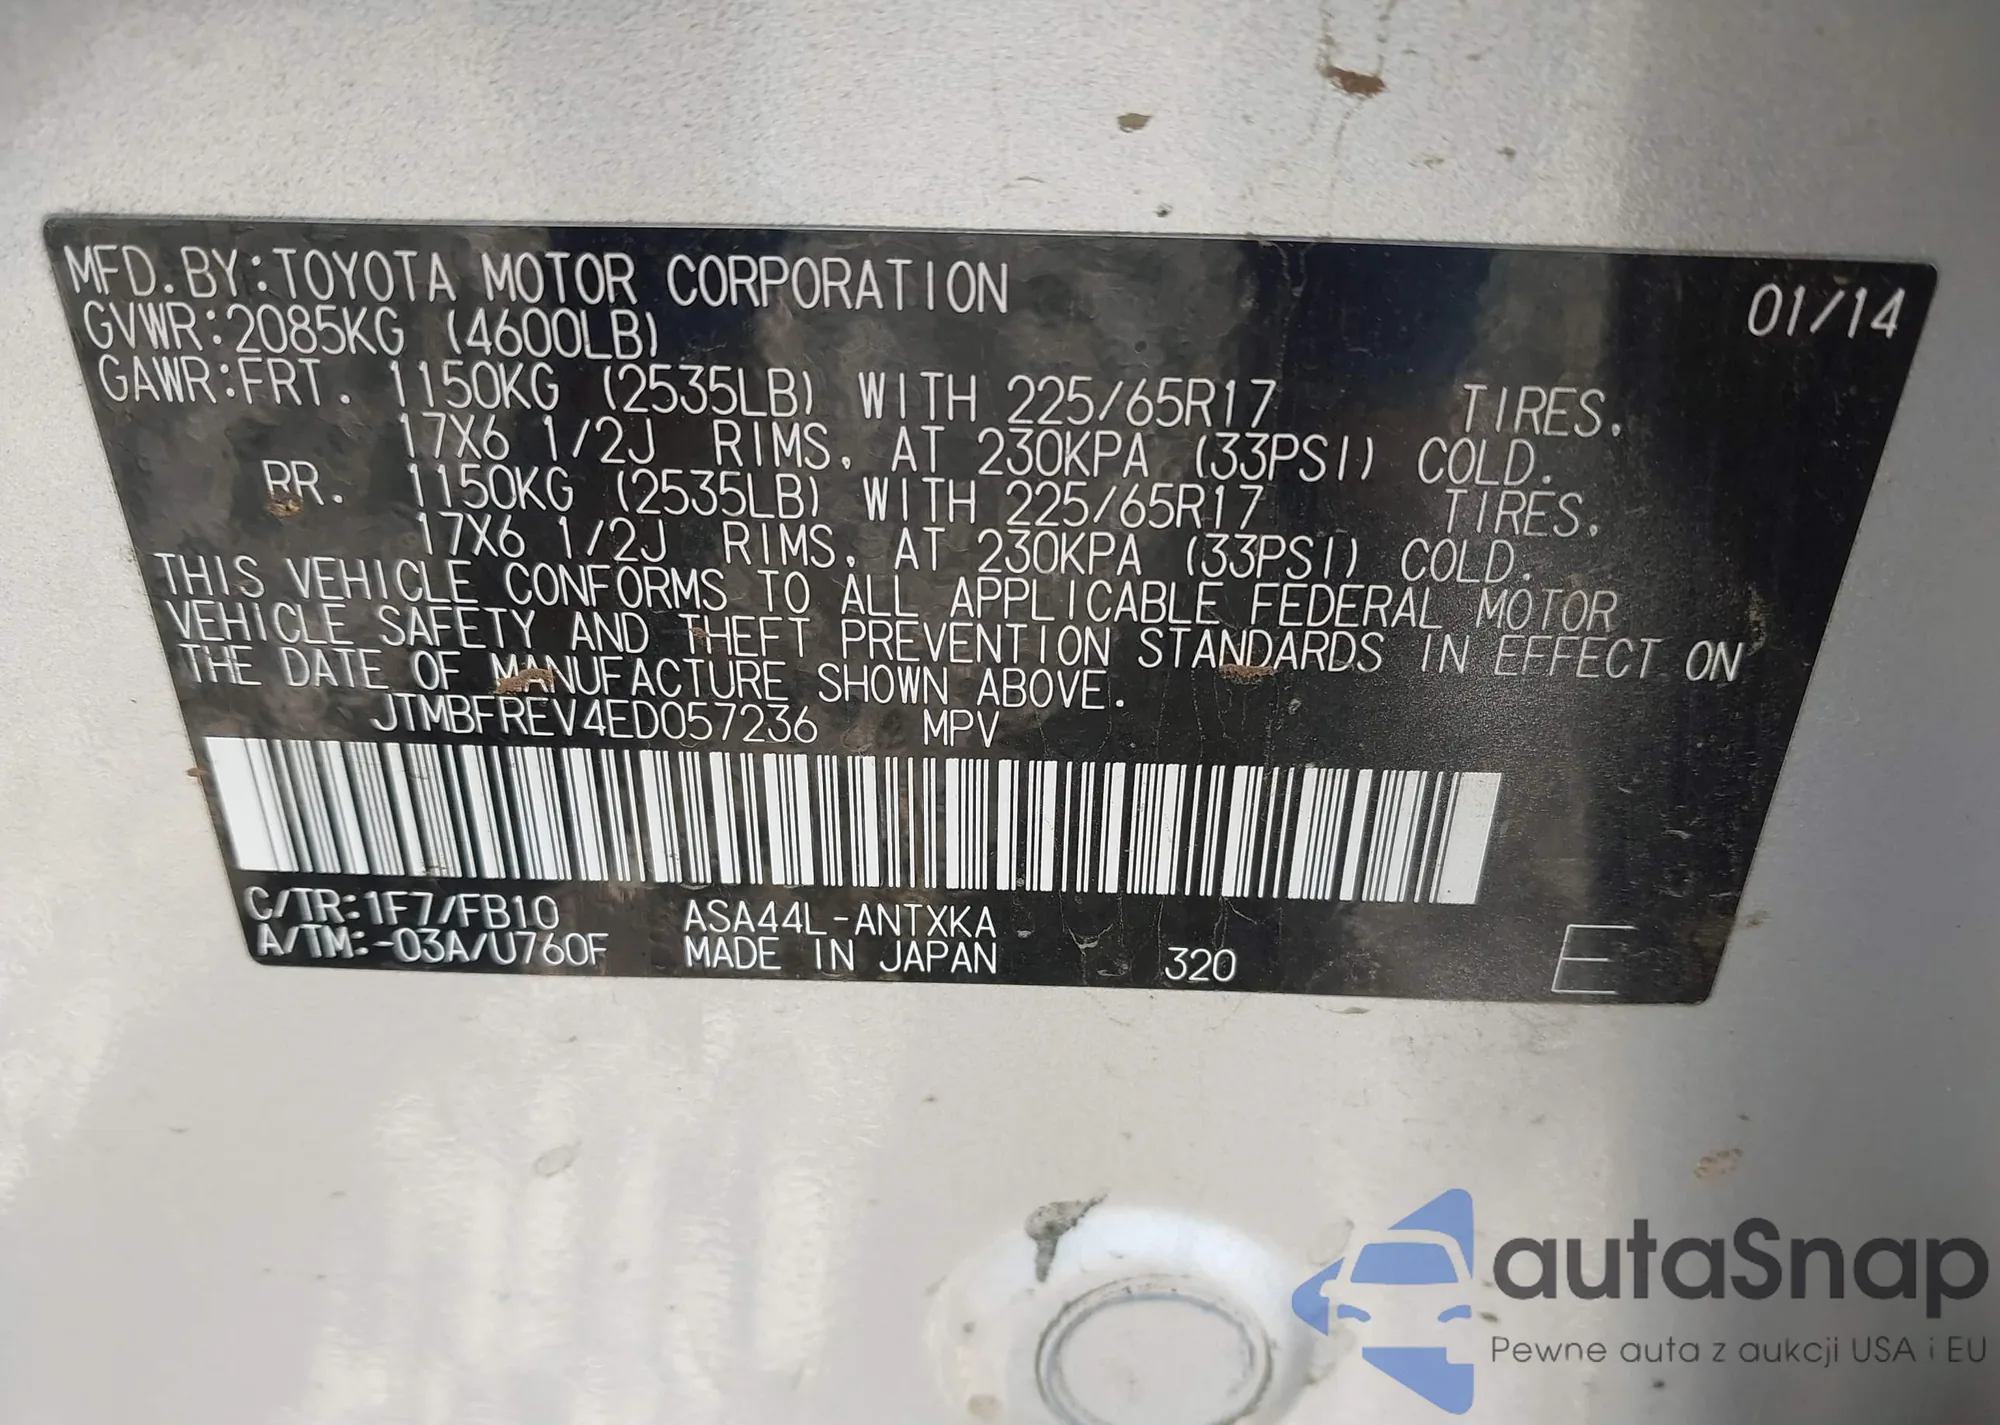 MFD.BY:TOYOTA MOTOR CORPORATION 01/14
GVWR:2085KG (4600LB)
GAWR:FRT. 1150KG (2535LB) WITH 225/65R17 TIRES,
17X6 1/2J RIMS, AT 230KPA (33PSI) COLD.
RR. 1150KG (2535LB) WITH 225/65R17 TIRES,
17X6 1/2J RIMS, AT 230KPA (33PSI) COLD.
THIS VEHICLE CONFORMS TO ALL APPLICABLE FEDERAL MOTOR
VEHICLE SAFETY AND THEFT PREVENTION STANDARDS IN EFFECT ON
THE DATE OF MANUFACTURE SHOWN ABOVE.
JTMBFREV4ED057236 MPV
C/TR:1F7/FB10 ASA44L-ANTXKA
A/TM:-03A/U760F MADE IN JAPAN 320 E
autaSnap
Pewne auta z aukcji USA i EU